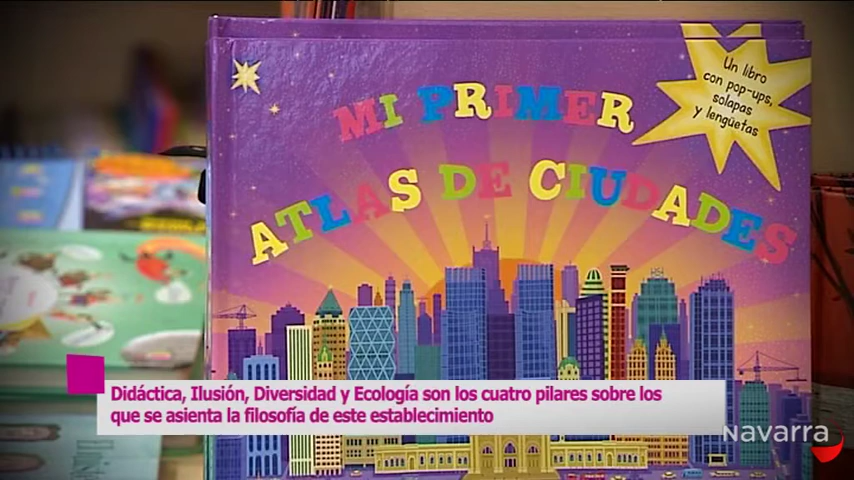 MI PRIMER
ATLAS DE CIUDADES
Un libro
con pop-ups,
solapas
y lengüetas
Didáctica, Ilusión, Diversidad y Ecología son los cuatro pilares sobre los
que se asienta la filosofía de este establecimiento
NavaRRa